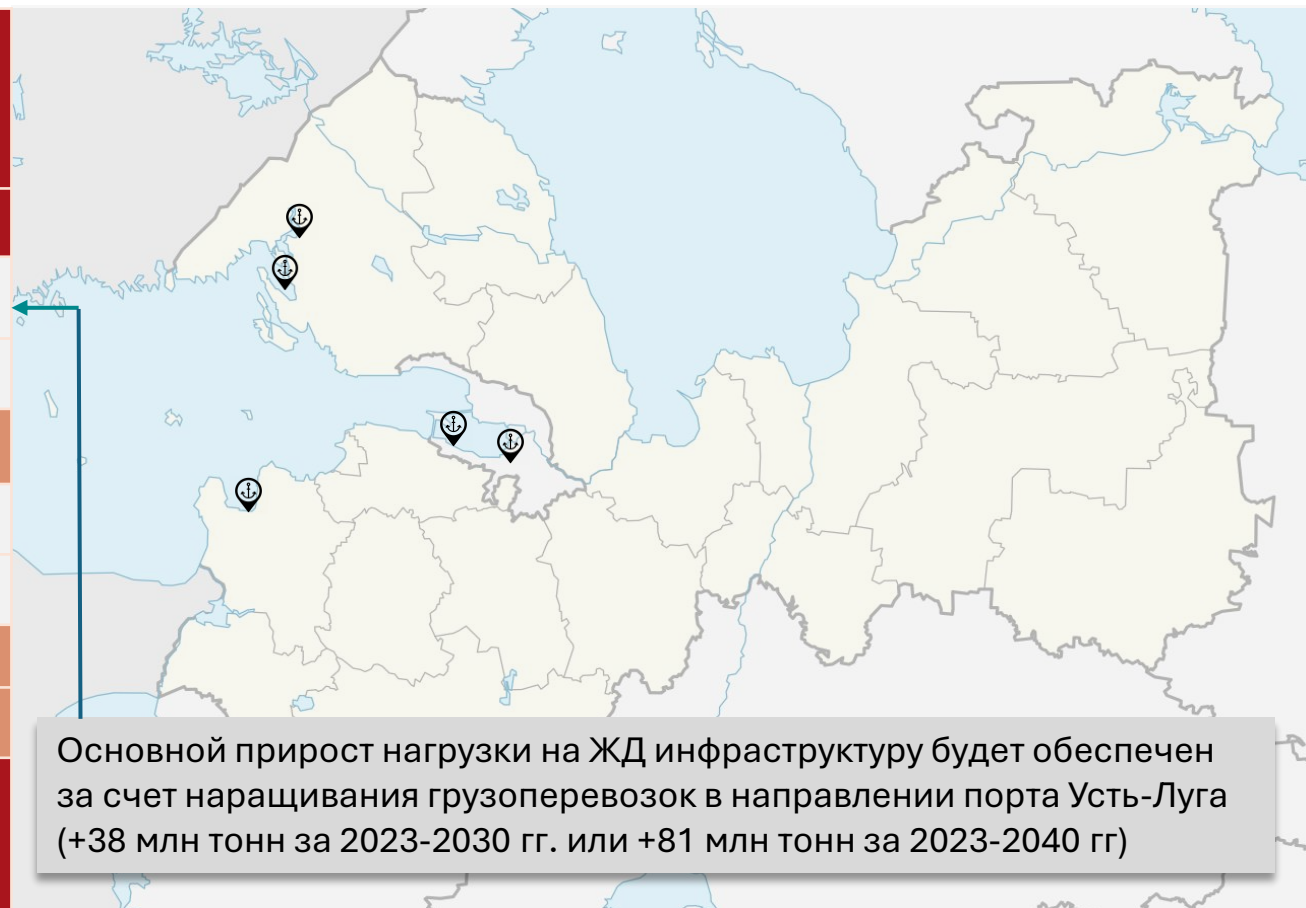 Основной прирост нагрузки на ЖД инфраструктуру будет обеспечен
за счет наращивания грузоперевозок в направлении порта Усть-Луга
(+38 млн тонн за 2023-2030 гг. или +81 млн тонн за 2023-2040 гг)